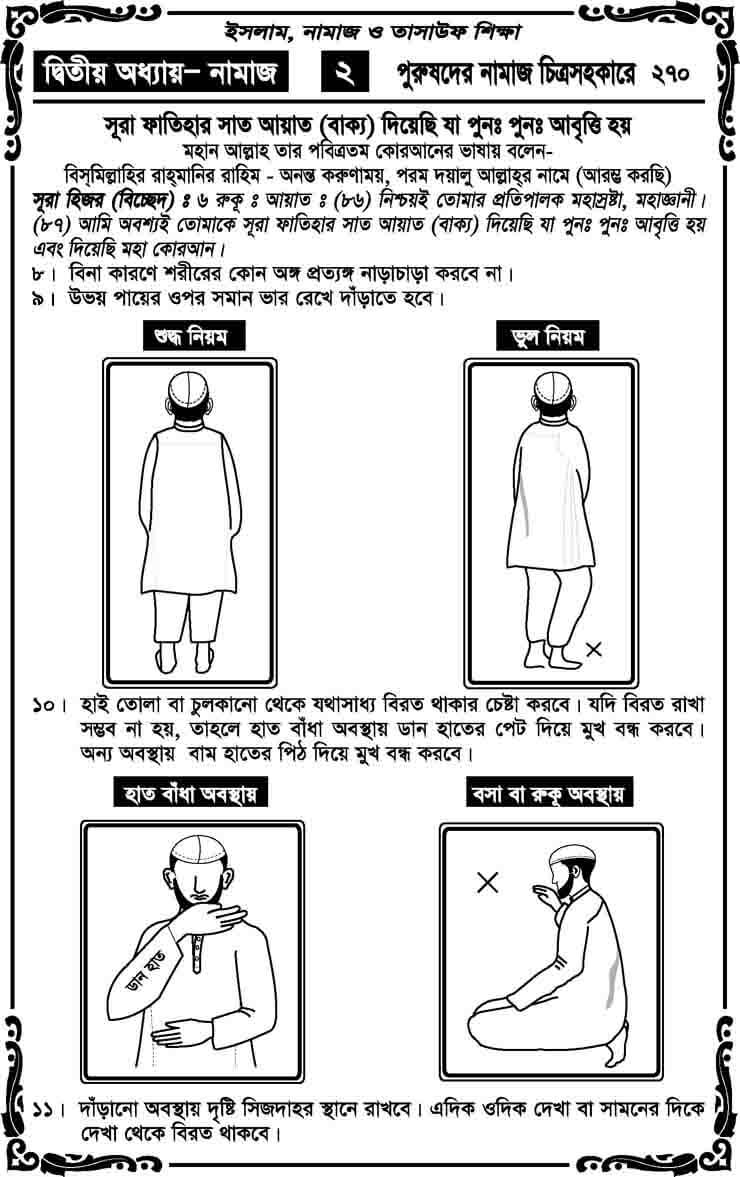 ইসলাম, নামাজ ও তাসাউফ শিক্ষা
দ্বিতীয় অধ্যায়– নামাজ ২ পুরুষদের নামাজ চিত্রসহকারে ২৭০
সূরা ফাতিহার সাত আয়াত (বাক্য) দিয়েছি যা পুনঃ পুনঃ আবৃত্তি হয়
মহান আল্লাহ তার পবিত্রতম কোরআনের ভাষায় বলেন-
বিস্‌মিল্লাহির রাহ্‌মানির রাহিম - অনন্ত করুণাময়, পরম দয়ালু আল্লাহ্‌র নামে (আরম্ভ করছি)
সূরা হিজর (বিচ্ছেদ) ঃ ৬ রুকু ঃ আয়াত ঃ (৮৬) নিশ্চয়ই তোমার প্রতিপালক মহাস্রষ্টা, মহাজ্ঞানী।
(৮৭) আমি অবশ্যই তোমাকে সূরা ফাতিহার সাত আয়াত (বাক্য) দিয়েছি যা পুনঃ পুনঃ আবৃত্তি হয়
এবং দিয়েছি মহা কোরআন।
৮। বিনা কারণে শরীরের কোন অঙ্গ প্রত্যঙ্গ নাড়াচাড়া করবে না।
৯। উভয় পায়ের ওপর সমান ভার রেখে দাঁড়াতে হবে।
শুদ্ধ নিয়ম ভুল নিয়ম
১০। হাই তোলা বা চুলকানো থেকে যথাসাধ্য বিরত থাকার চেষ্টা করবে। যদি বিরত রাখা
সম্ভব না হয়, তাহলে হাত বাঁধা অবস্থায় ডান হাতের পেট দিয়ে মুখ বন্ধ করবে।
অন্য অবস্থায় বাম হাতের পিঠ দিয়ে মুখ বন্ধ করবে।
হাত বাঁধা অবস্থায় বসা বা রুকূ অবস্থায়
ডান হাত
১১। দাঁড়ানো অবস্থায় দৃষ্টি সিজদাহর স্থানে রাখবে। এদিক ওদিক দেখা বা সামনের দিকে
দেখা থেকে বিরত থাকবে।